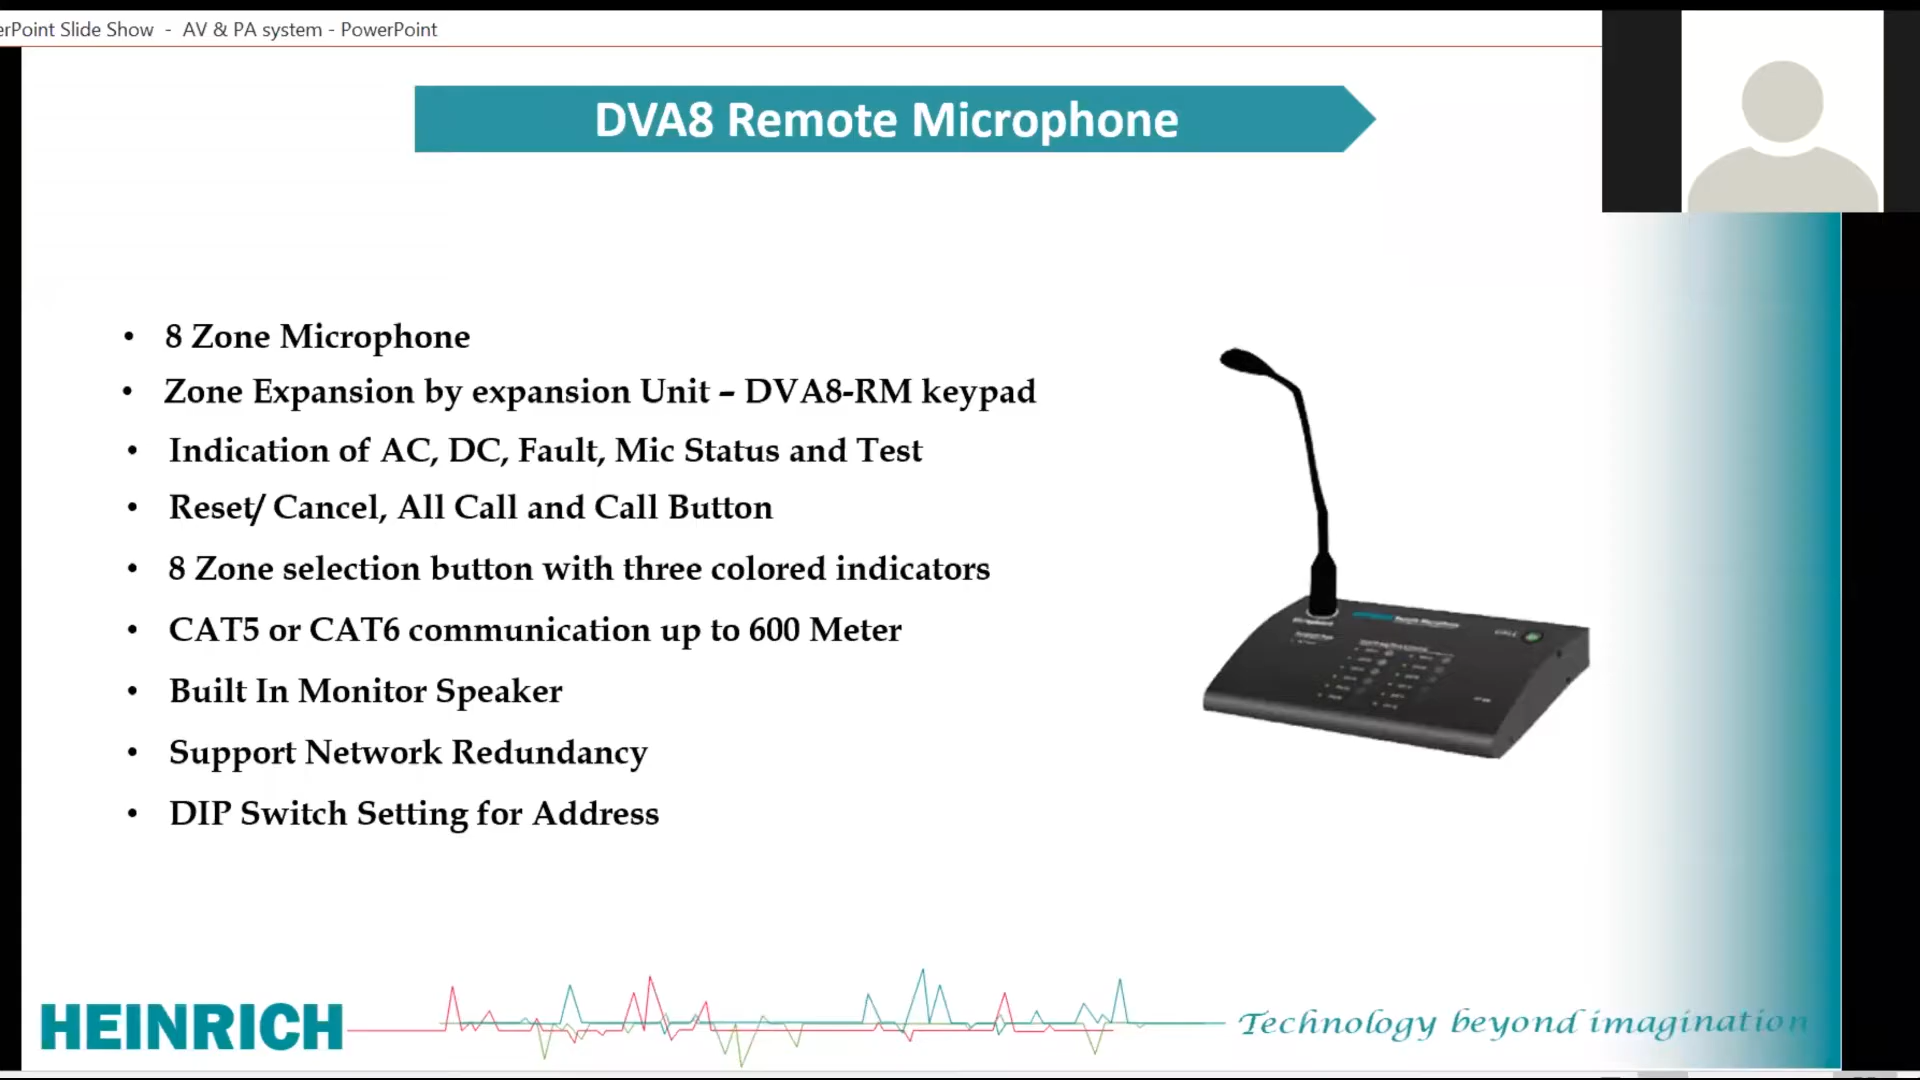 erPoint Slide Show - AV & PA system - PowerPoint
DVA8 Remote Microphone
• 8 Zone Microphone
• Zone Expansion by expansion Unit – DVA8-RM keypad
• Indication of AC, DC, Fault, Mic Status and Test
• Reset/ Cancel, All Call and Call Button
• 8 Zone selection button with three colored indicators
• CAT5 or CAT6 communication up to 600 Meter
• Built In Monitor Speaker
• Support Network Redundancy
• DIP Switch Setting for Address
Remote Microphone
HEINRICH
Technology beyond imagination